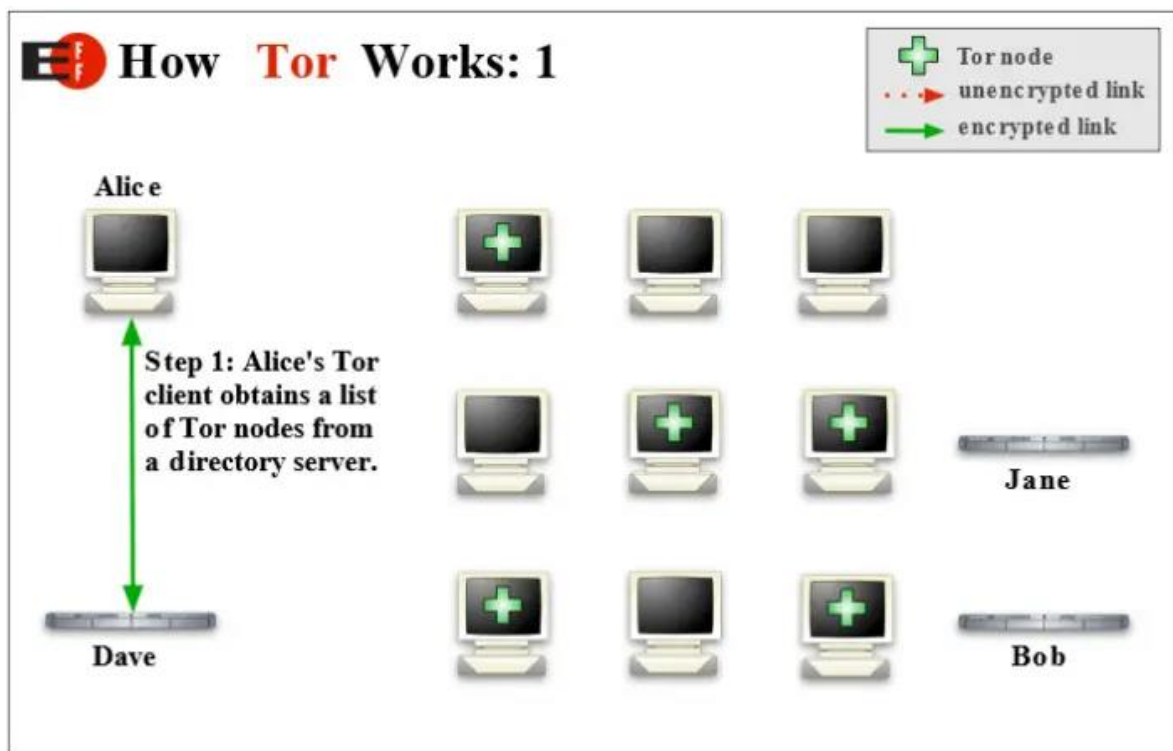 EFF How Tor Works: 1
Tor node
unencrypted link
encrypted link
Alice
Step 1: Alice's Tor
client obtains a list
of Tor nodes from
a directory server.
Jane
Dave
Bob